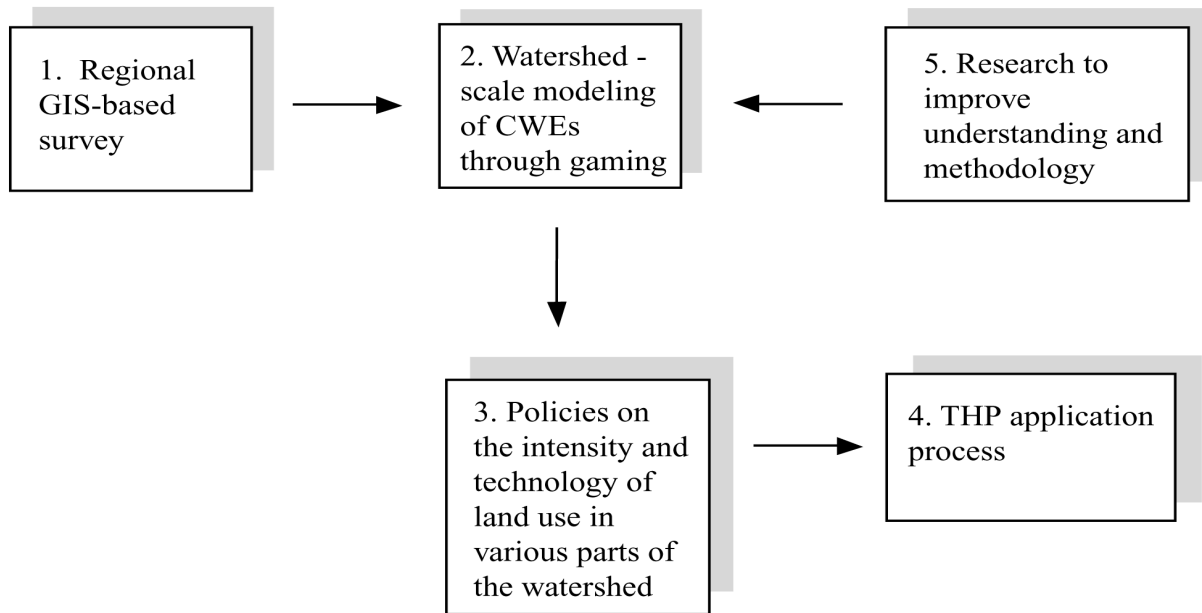 1. Regional
GIS-based
survey
2. Watershed -
scale modeling
of CWEs
through gaming
5. Research to
improve
understanding and
methodology
3. Policies on
the intensity and
technology of
land use in
various parts of
the watershed
4. THP application
process